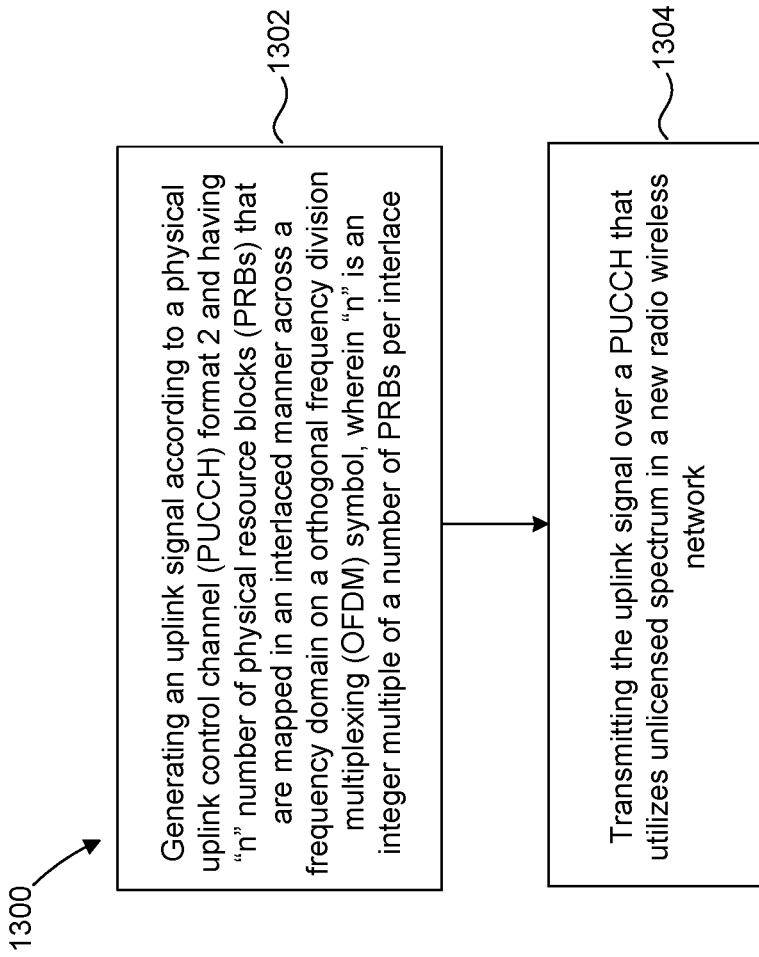 1300
Generating an uplink signal according to a physical
uplink control channel (PUCCH) format 2 and having
“n” number of physical resource blocks (PRBs) that
are mapped in an interlaced manner across a
frequency domain on a orthogonal frequency division
multiplexing (OFDM) symbol, wherein “n” is an
integer multiple of a number of PRBs per interlace
1302
Transmitting the uplink signal over a PUCCH that
utilizes unlicensed spectrum in a new radio wireless
network
1304